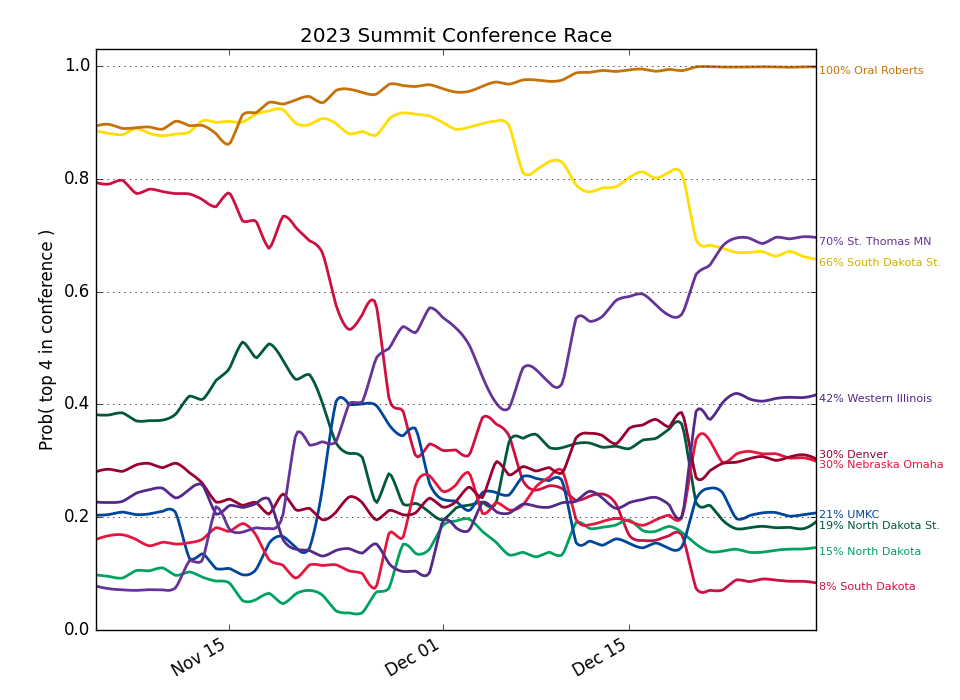 2023 Summit Conference Race
Prob( top 4 in conference )
1.0
0.8
0.6
0.4
0.2
0.0
Nov 15
Dec 01
Dec 15
100% Oral Roberts
70% St. Thomas MN
66% South Dakota St.
42% Western Illinois
30% Denver
30% Nebraska Omaha
21% UMKC
19% North Dakota St.
15% North Dakota
8% South Dakota